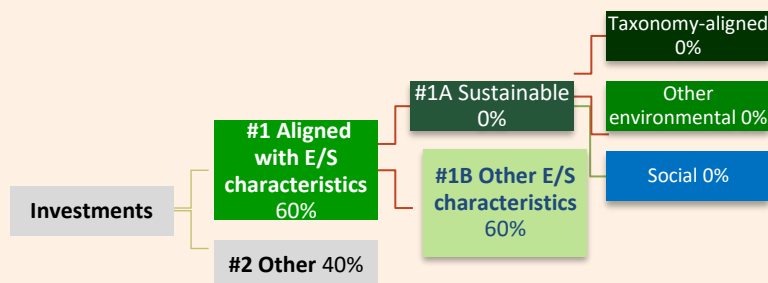 Investments
#1 Aligned
with E/S
characteristics
60%
#2 Other 40%
#1A Sustainable
0%
#1B Other E/S
characteristics
60%
Taxonomy-aligned
0%
Other
environmental 0%
Social 0%